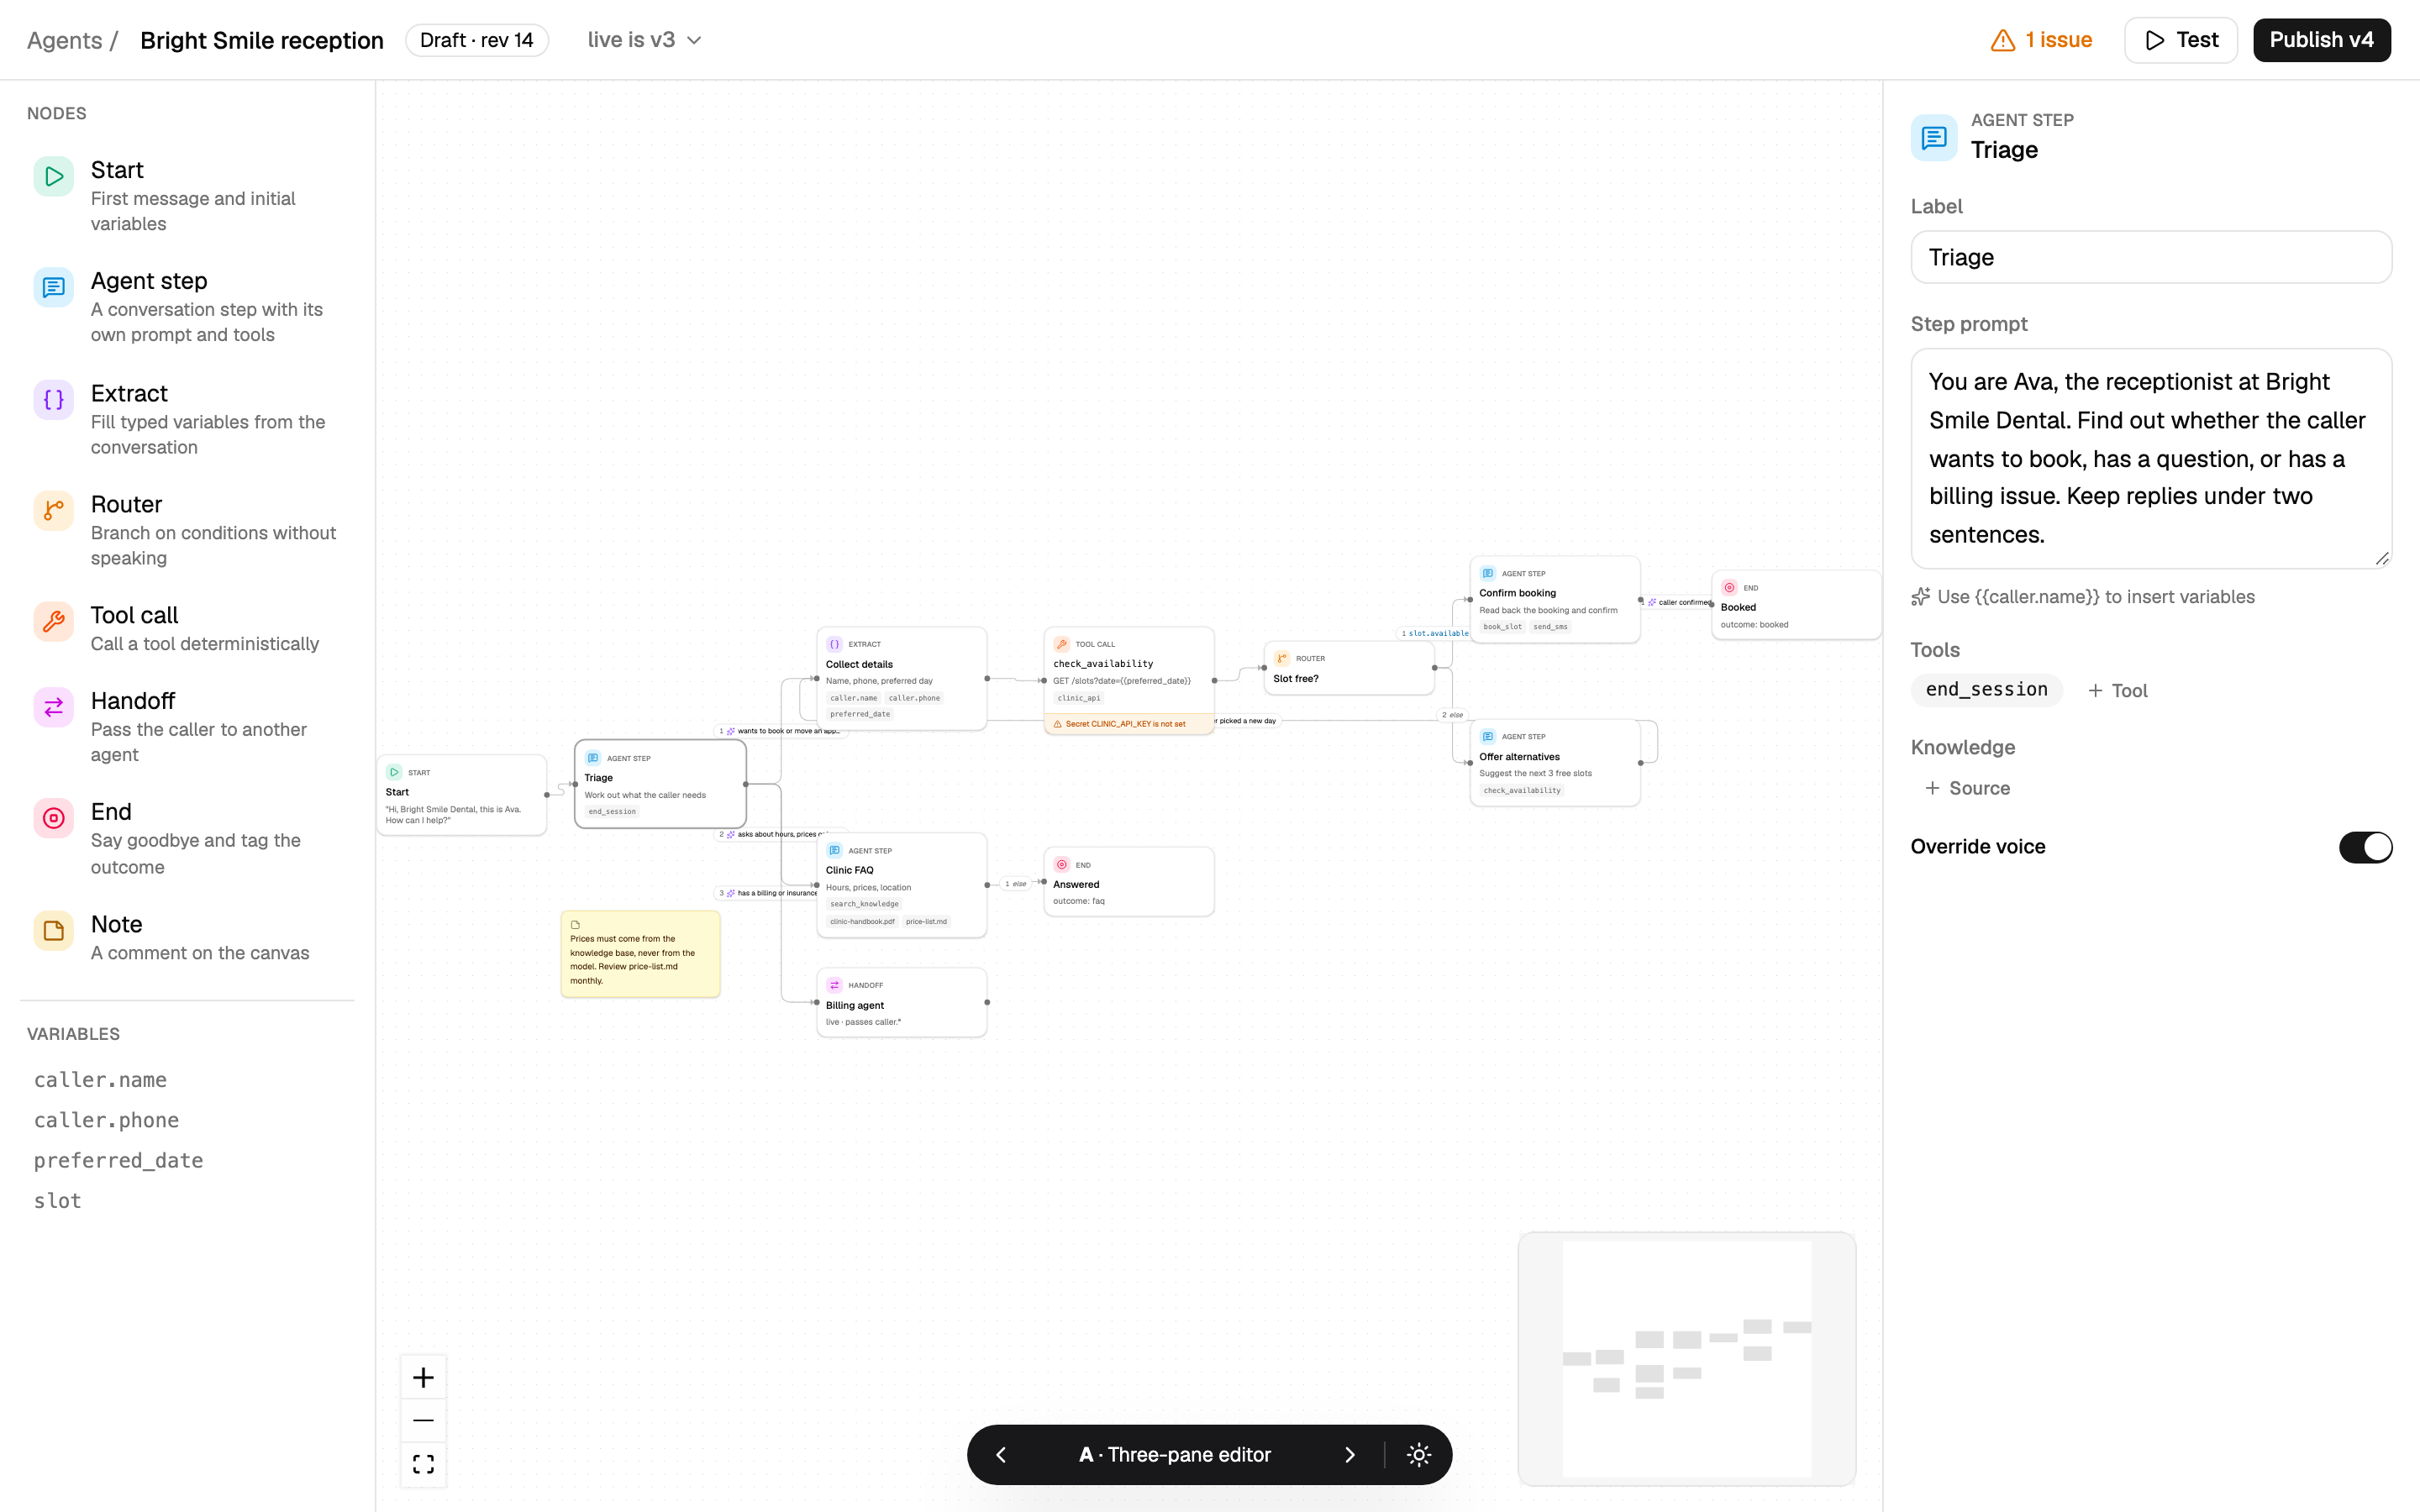 Agents / Bright Smile reception Draft · rev 14 live is v3
1 issue Test Publish v4
NODES
Start
First message and initial
variables
Agent step
A conversation step with its
own prompt and tools
Extract
Fill typed variables from the
conversation
Router
Branch on conditions without
speaking
Tool call
Call a tool deterministically
Handoff
Pass the caller to another
agent
End
Say goodbye and tag the
outcome
Note
A comment on the canvas
VARIABLES
caller.name
caller.phone
preferred_date
slot
START
Start
"Hi, Bright Smile Dental, this is Ava.
How can I help?"
AGENT STEP
Triage
Work out what the caller needs
end_session
1 wants to book or move an app...
2 asks about hours, prices o
3 has a billing or insurance
Prices must come from the
knowledge base, never from the
model. Review price-list.md
monthly.
EXTRACT
Collect details
Name, phone, preferred day
caller.name caller.phone
preferred_date
AGENT STEP
Clinic FAQ
Hours, prices, location
search_knowledge
clinic-handbook.pdf price-list.md
HANDOFF
Billing agent
live · passes caller.*
TOOL CALL
check_availability
GET /slots?date={{preferred_date}}
clinic_api
Secret CLINIC_API_KEY is not set
r picked a new day
1 else
END
Answered
outcome: faq
ROUTER
Slot free?
1 slot.available
2 else
AGENT STEP
Confirm booking
Read back the booking and confirm
book_slot send_sms
AGENT STEP
Offer alternatives
Suggest the next 3 free slots
check_availability
caller confirmed
END
Booked
outcome: booked
A · Three-pane editor
AGENT STEP
Triage
Label
Triage
Step prompt
You are Ava, the receptionist at Bright
Smile Dental. Find out whether the caller
wants to book, has a question, or has a
billing issue. Keep replies under two
sentences.
Use {{caller.name}} to insert variables
Tools
end_session + Tool
Knowledge
+ Source
Override voice